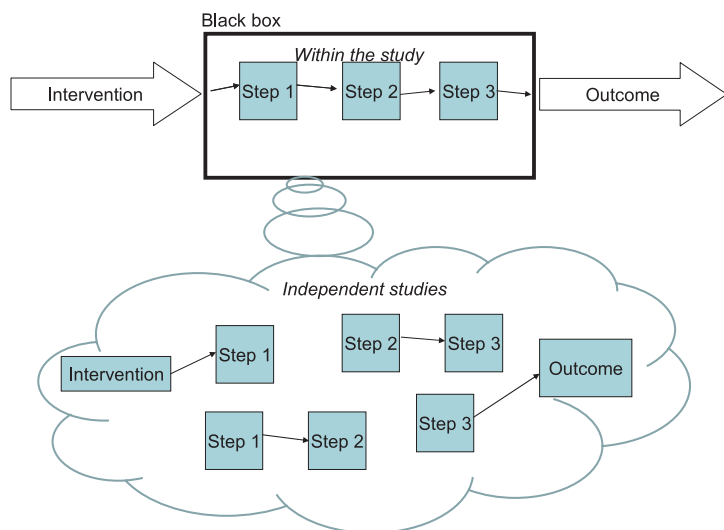 Black box
Within the study
Intervention
Step 1
Step 2
Step 3
Outcome
Independent studies
Intervention
Step 1
Step 2
Step 3
Outcome
Step 1
Step 2
Step 3